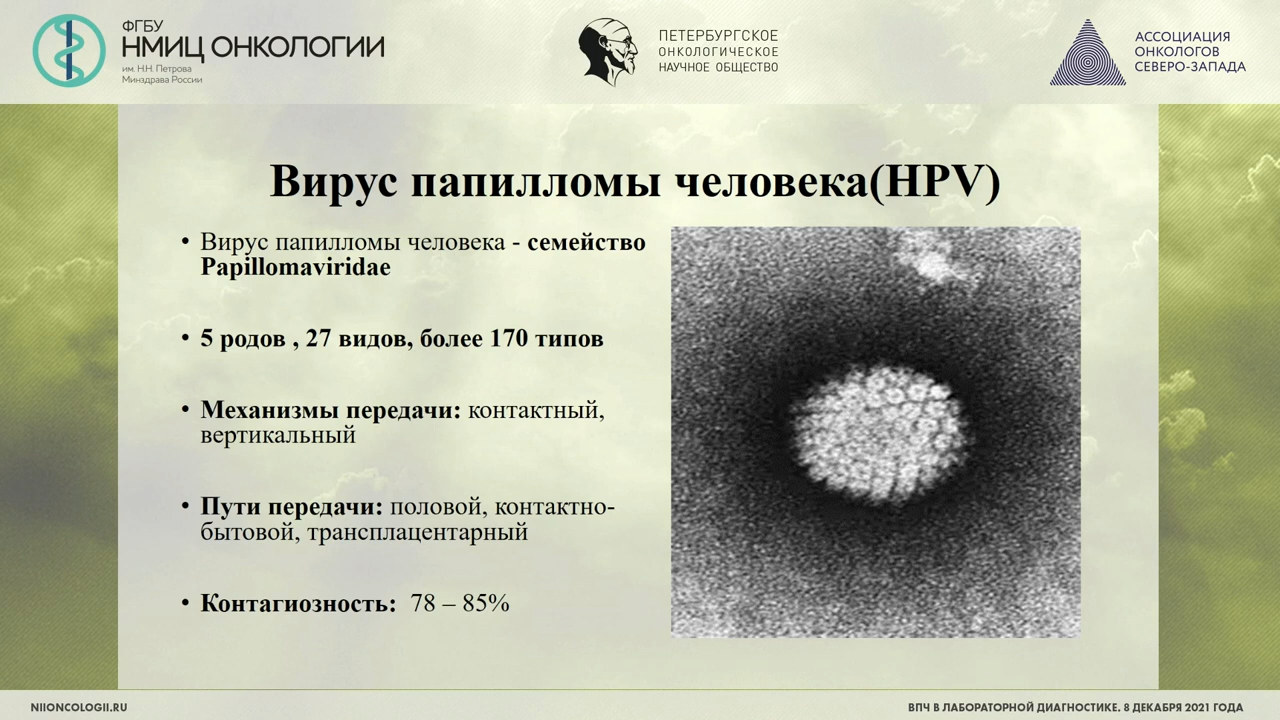 ФГБУ
НМИЦ ОНКОЛОГИИ
им. Н.Н. Петрова
Минздрава России
ПЕТЕРБУРГСКОЕ
ОНКОЛОГИЧЕСКОЕ
НАУЧНОЕ ОБЩЕСТВО
АССОЦИАЦИЯ
ОНКОЛОГОВ
СЕВЕРО-ЗАПАДА
Вирус папилломы человека(HPV)
• Вирус папилломы человека - семейство
Papillomaviridae
• 5 родов , 27 видов, более 170 типов
• Механизмы передачи: контактный,
вертикальный
• Пути передачи: половой, контактно-
бытовой, трансплацентарный
• Контагиозность: 78 – 85%
NIIONCOLOGII.RU
ВПЧ В ЛАБОРАТОРНОЙ ДИАГНОСТИКЕ. 8 ДЕКАБРЯ 2021 ГОДА